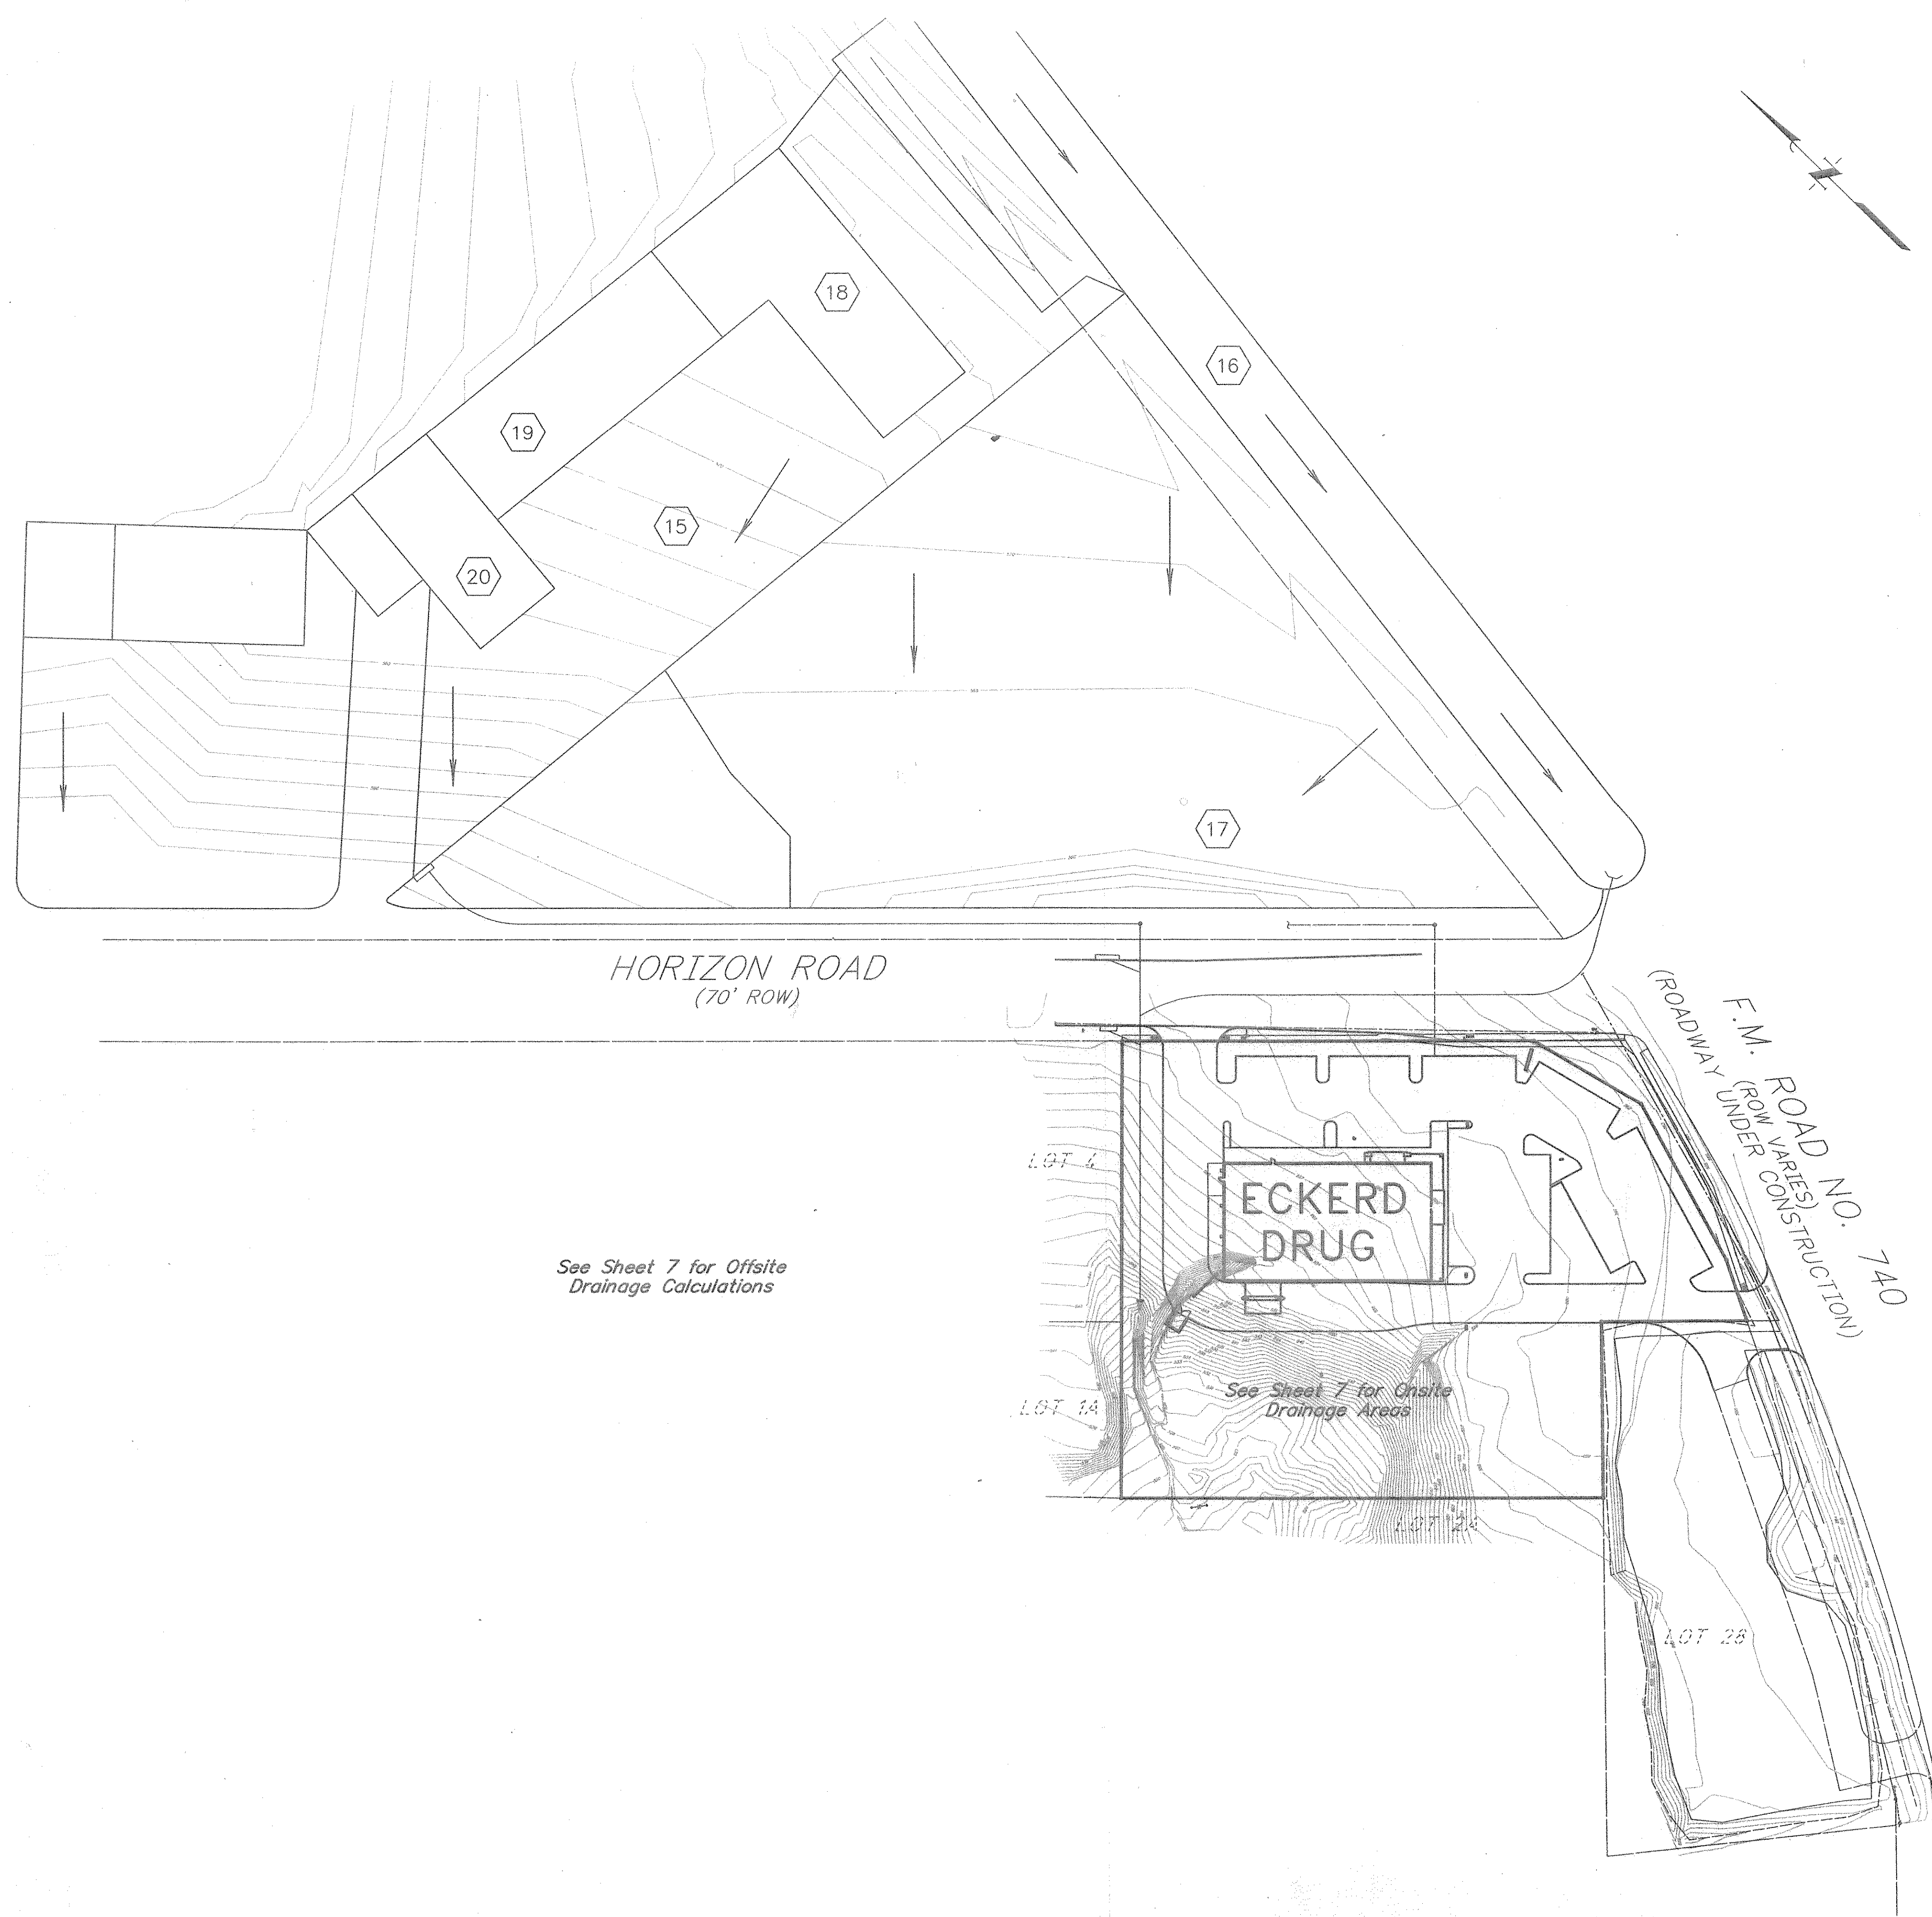 18
16
19
15
20
17
HORIZON ROAD
(70' ROW)
F.M. ROAD NO. 740
(ROW VARIES)
(ROADWAY UNDER CONSTRUCTION)
LOT 4
ECKERD
DRUG
See Sheet 7 for Offsite
Drainage Calculations
See Sheet 7 for Onsite
Drainage Areas
LOT 1A
LOT 2A
LOT 2B